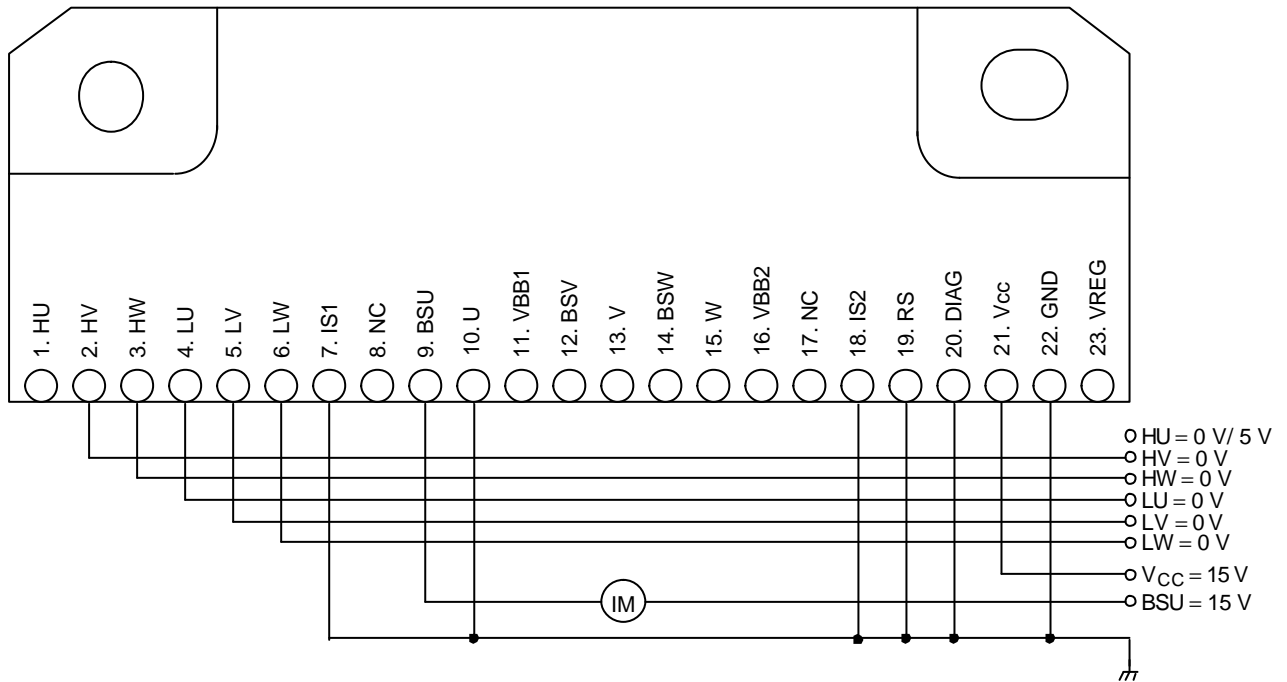 1. HU
2. HV
3. HW
4. LU
5. LV
6. LW
7. IS1
8. NC
9. BSU
10. U
11. VBB1
12. BSV
13. V
14. BSW
15. W
16. VBB2
17. NC
18. IS2
19. RS
20. DIAG
21. Vcc
22. GND
23. VREG
HU = 0 V/ 5 V
HV = 0 V
HW = 0 V
LU = 0 V
LV = 0 V
LW = 0 V
VCC = 15 V
IM
BSU = 15 V